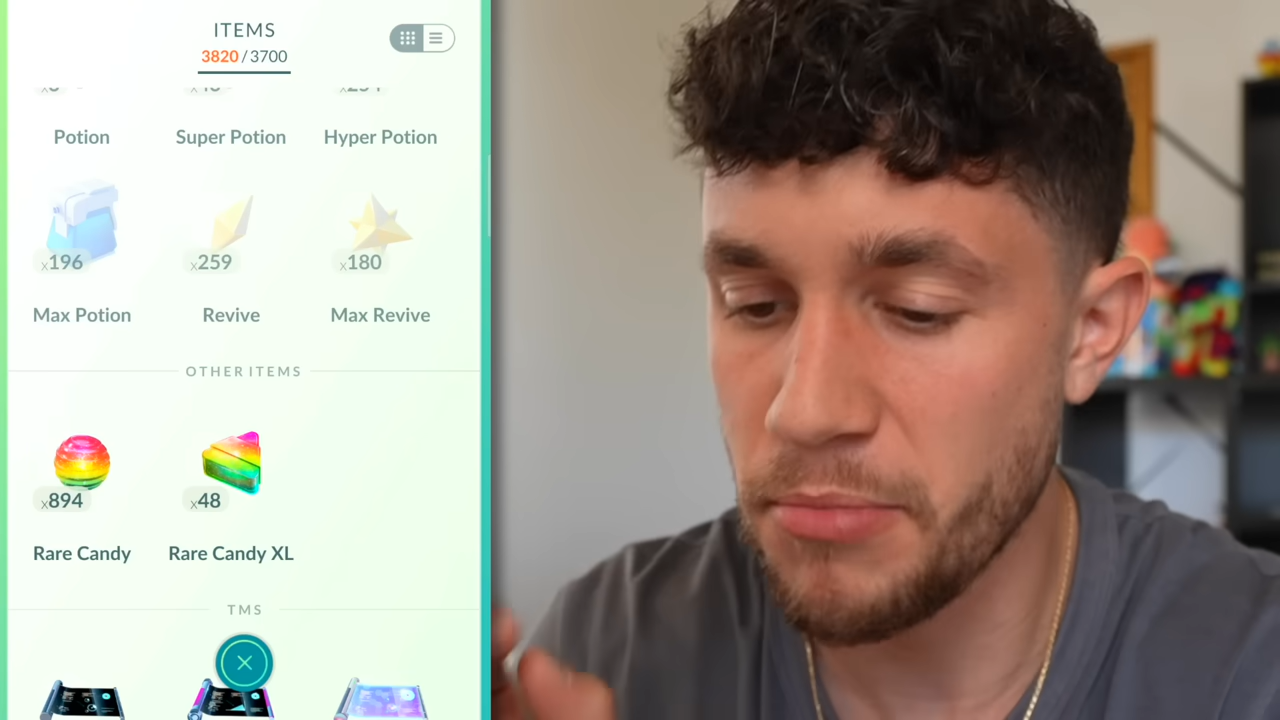 ITEMS
3820 / 3700
Potion
Super Potion
Hyper Potion
x196
x259
x180
Max Potion
Revive
Max Revive
OTHER ITEMS
x894
x48
Rare Candy
Rare Candy XL
TMS